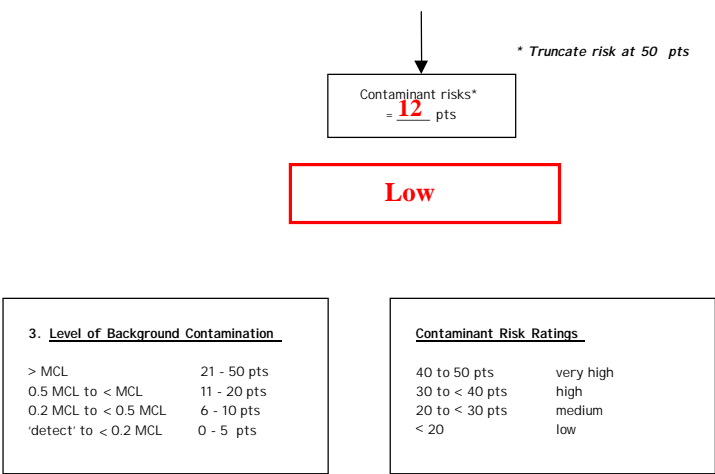 * Truncate risk at 50 pts
Contaminant risks*
= 12 pts
Low
3. Level of Background Contamination
> MCL 21 - 50 pts
0.5 MCL to < MCL 11 - 20 pts
0.2 MCL to < 0.5 MCL 6 - 10 pts
'detect' to < 0.2 MCL 0 - 5 pts
Contaminant Risk Ratings
40 to 50 pts very high
30 to < 40 pts high
20 to < 30 pts medium
< 20 low